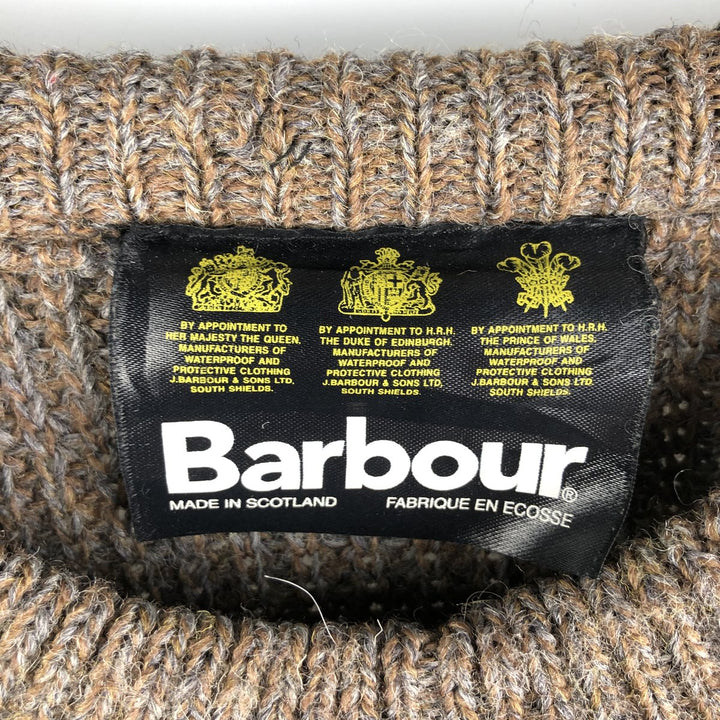 BY APPOINTMENT TO
HER MAJESTY THE QUEEN.
MANUFACTURERS OF
WATERPROOF AND
PROTECTIVE CLOTHING
J.BARBOUR & SONS LTD.
SOUTH SHIELDS.
BY APPOINTMENT TO H.R.H.
THE DUKE OF EDINBURGH.
MANUFACTURERS OF
WATERPROOF AND
PROTECTIVE CLOTHING
J.BARBOUR & SONS LTD.
SOUTH SHIELDS.
BY APPOINTMENT TO H.R.H.
THE PRINCE OF WALES.
MANUFACTURERS OF
WATERPROOF AND
PROTECTIVE CLOTHING
J.BARBOUR & SONS LTD.
SOUTH SHIELDS.
Barbour®
MADE IN SCOTLAND FABRIQUE EN ECOSSE